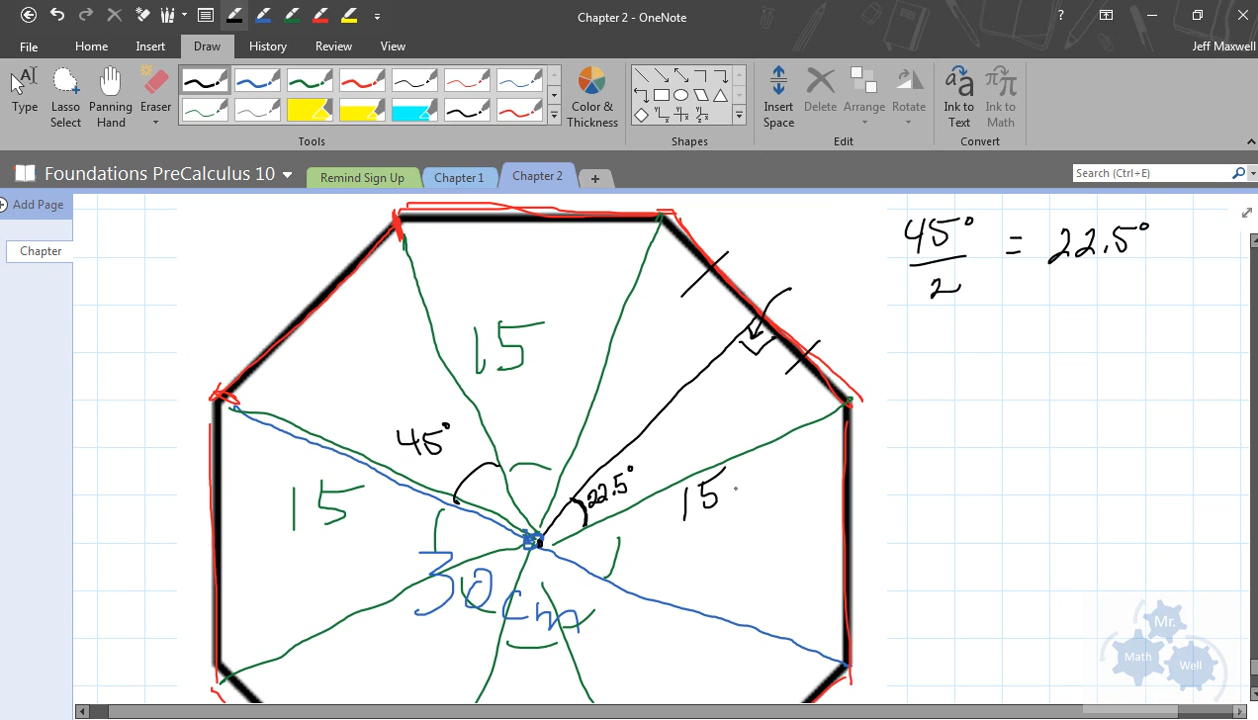 Chapter 2 - OneNote
?
File
Home
Insert
Draw
History
Review
View
Jeff Maxwell
Type
Lasso
Select
Panning
Hand
Eraser
Color &
Thickness
Insert
Space
Delete
Arrange
Rotate
Ink to
Text
Ink to
Math
Tools
Shapes
Edit
Convert
Foundations PreCalculus 10
Remind Sign Up
Chapter 1
Chapter 2
Search (Ctrl+E)
Add Page
Chapter
45°
2
= 22.5°
15
45°
22.5°
15
15
30 cm
Mr.
Math
Well